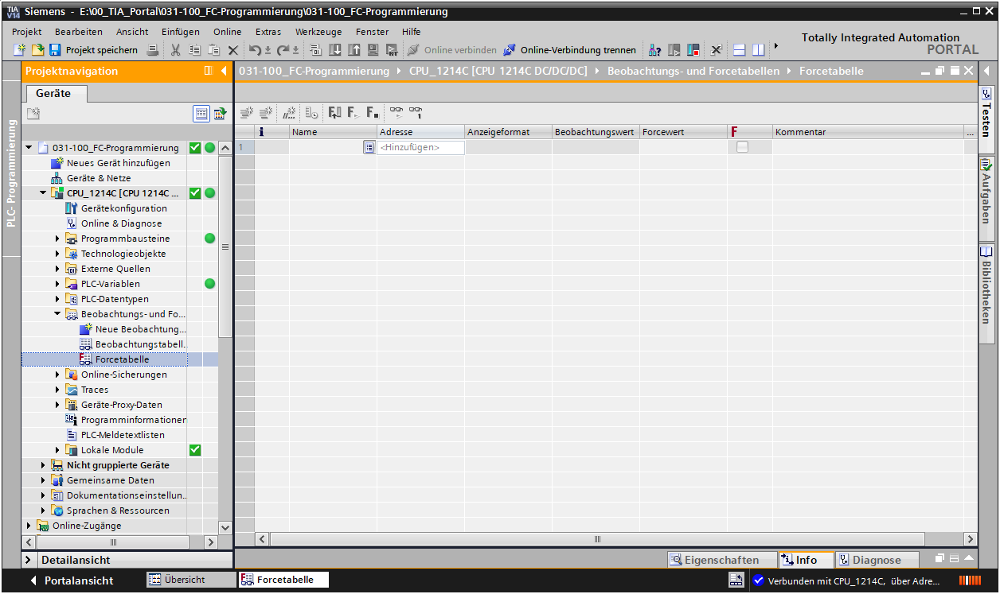 Siemens - E:\00_TIA_Portal\031-100_FC-Programmierung\031-100_FC-Programmierung
Projekt Bearbeiten Ansicht Einfügen Online Extras Werkzeuge Fenster Hilfe
Totally Integrated Automation
PORTAL
Projekt speichern Online verbinden Online-Verbindung trennen
Projektnavigation
031-100_FC-Programmierung CPU_1214C [CPU 1214C DC/DC/DC] Beobachtungs- und Forcetabellen Forcetabelle
Geräte
PLC- Programmierung
031-100_FC-Programmierung
Neues Gerät hinzufügen
Geräte & Netze
CPU_1214C [CPU 1214C ...
Gerätekonfiguration
Online & Diagnose
Programmbausteine
Technologieobjekte
Externe Quellen
PLC-Variablen
PLC-Datentypen
Beobachtungs- und Fo...
Neue Beobachtung...
Beobachtungstabell..
Forcetabelle
Online-Sicherungen
Traces
Geräte-Proxy-Daten
Programminformationen
PLC-Meldetextlisten
Lokale Module
Nicht gruppierte Geräte
Gemeinsame Daten
Dokumentationseinstellun..
Sprachen & Ressourcen
Online-Zugänge
Detailansicht
i Name Adresse Anzeigeformat Beobachtungswert Forcewert F Kommentar ...
1 <Hinzufügen>
Testen
Aufgaben
Bibliotheken
Eigenschaften Info Diagnose
Portalansicht Übersicht Forcetabelle Verbunden mit CPU_1214C, über Adre...